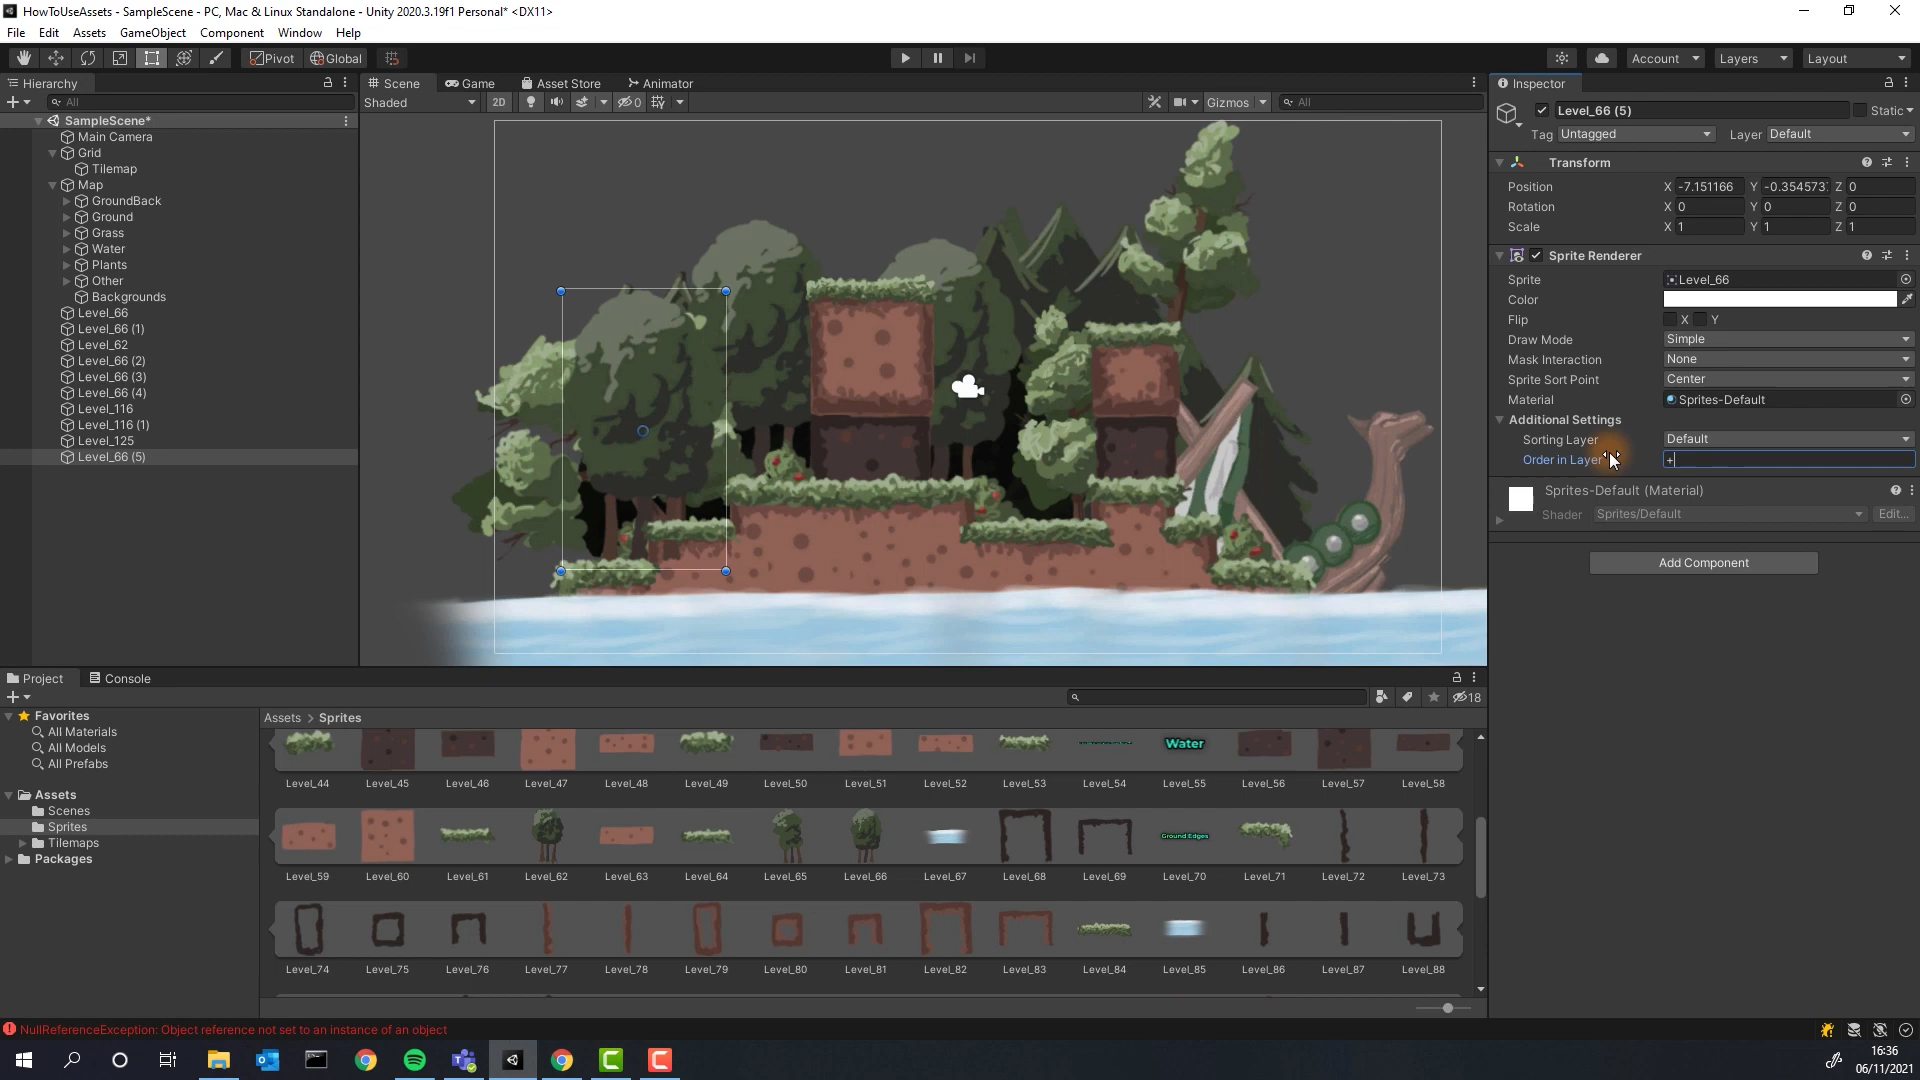 HowToUseAssets - SampleScene - PC, Mac & Linux Standalone - Unity 2020.3.19f1 Personal* <DX11>
File Edit Assets GameObject Component Window Help
Pivot Global Account Layers Layout
Hierarchy
All
SampleScene*
Main Camera
Grid
Tilemap
Map
GroundBack
Ground
Grass
Water
Plants
Other
Backgrounds
Level_66
Level_66 (1)
Level_62
Level_66 (2)
Level_66 (3)
Level_66 (4)
Level_116
Level_116 (1)
Level_125
Level_66 (5)
Scene Game Asset Store Animator
Shaded 2D 0 Gizmos All
Inspector
Level_66 (5) Static
Tag Untagged Layer Default
Transform
Position X -7.151166 Y -0.354573 Z 0
Rotation X 0 Y 0 Z 0
Scale X 1 Y 1 Z 1
Sprite Renderer
Sprite Level_66
Color
Flip X Y
Draw Mode Simple
Mask Interaction None
Sprite Sort Point Center
Material Sprites-Default
Additional Settings
Sorting Layer Default
Order in Layer +
Sprites-Default (Material)
Shader Sprites/Default Edit...
Add Component
Project Console
18
Favorites
All Materials
All Models
All Prefabs
Assets
Scenes
Sprites
Tilemaps
Packages
Assets > Sprites
Water
Level_44 Level_45 Level_46 Level_47 Level_48 Level_49 Level_50 Level_51 Level_52 Level_53 Level_54 Level_55 Level_56 Level_57 Level_58
Ground Edges
Level_59 Level_60 Level_61 Level_62 Level_63 Level_64 Level_65 Level_66 Level_67 Level_68 Level_69 Level_70 Level_71 Level_72 Level_73
Level_74 Level_75 Level_76 Level_77 Level_78 Level_79 Level_80 Level_81 Level_82 Level_83 Level_84 Level_85 Level_86 Level_87 Level_88
NullReferenceException: Object reference not set to an instance of an object
16:36
06/11/2021